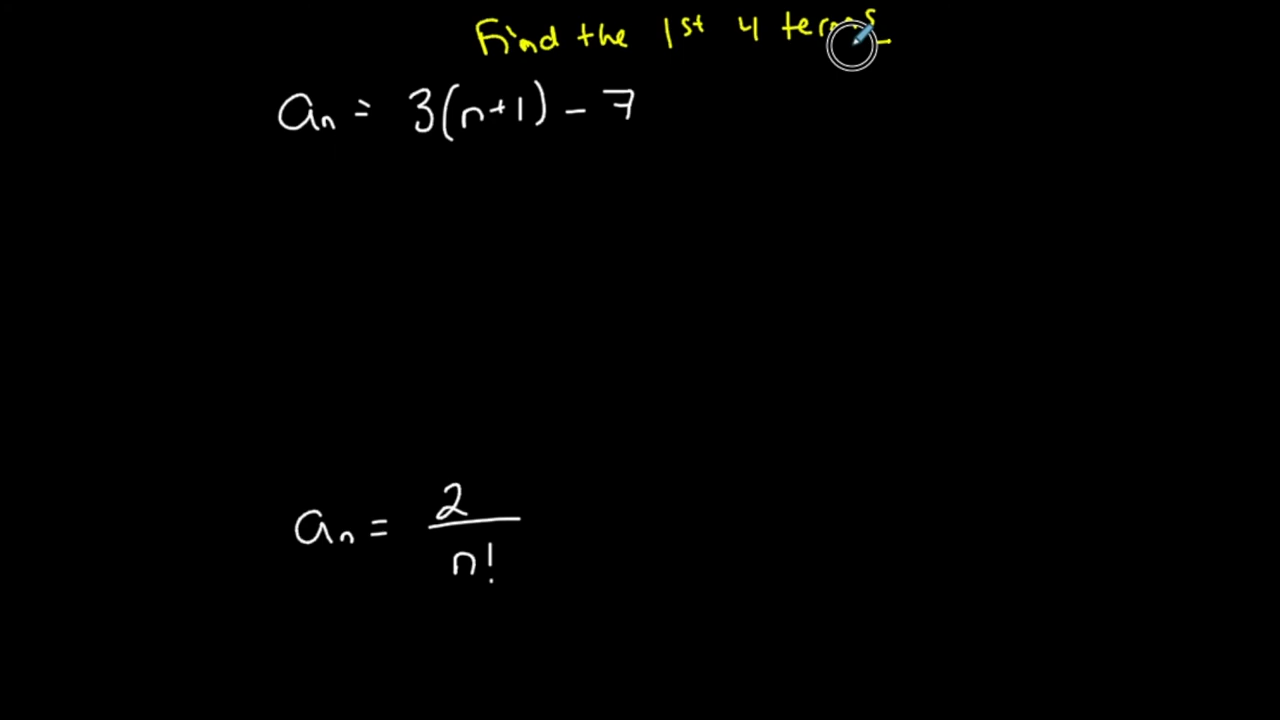 Find the 1st 4 terms
aₙ = 3(n+1) - 7
aₙ = 2/n!